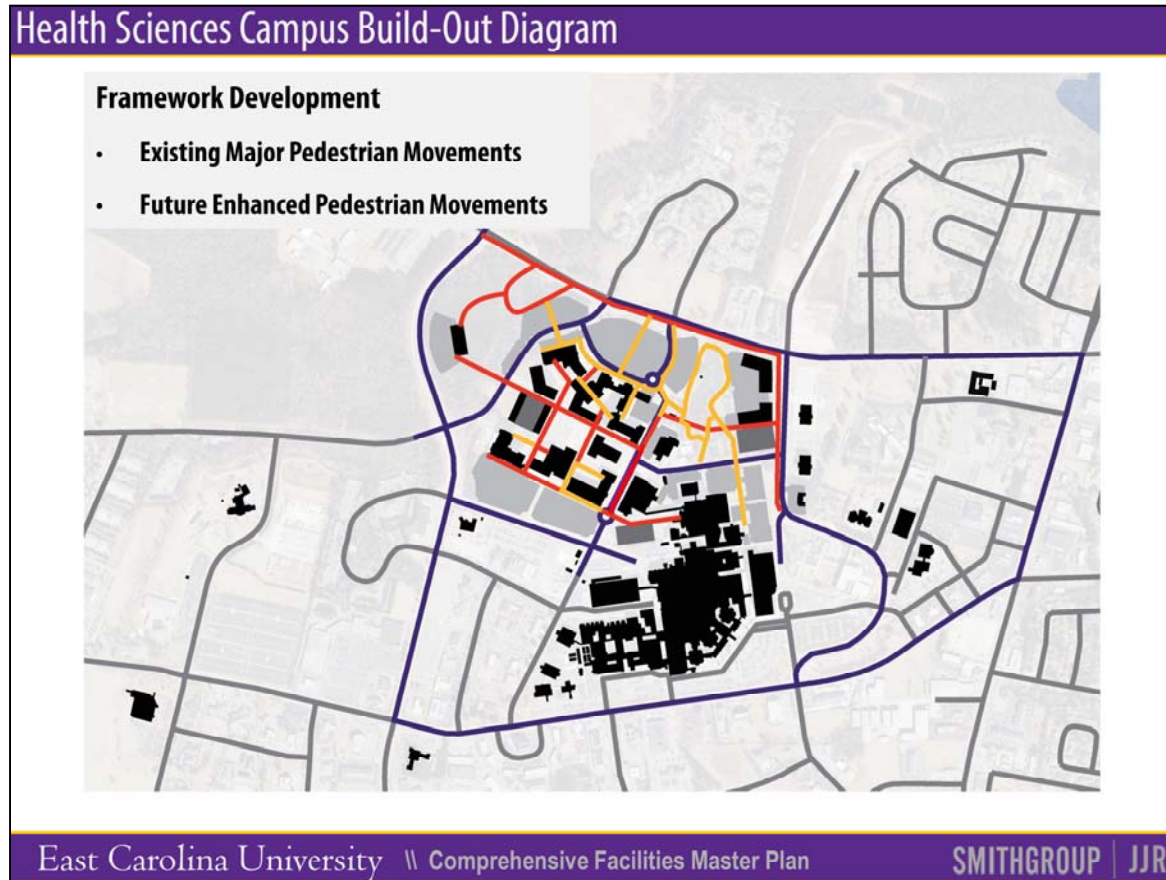 Health Sciences Campus Build-Out Diagram
Framework Development
• Existing Major Pedestrian Movements
• Future Enhanced Pedestrian Movements
East Carolina University \\ Comprehensive Facilities Master Plan SMITHGROUP | JJR